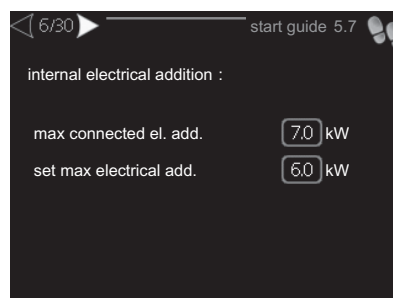 6/30 start guide 5.7
internal electrical addition :
max connected el. add. 7.0 kW
set max electrical add. 6.0 kW